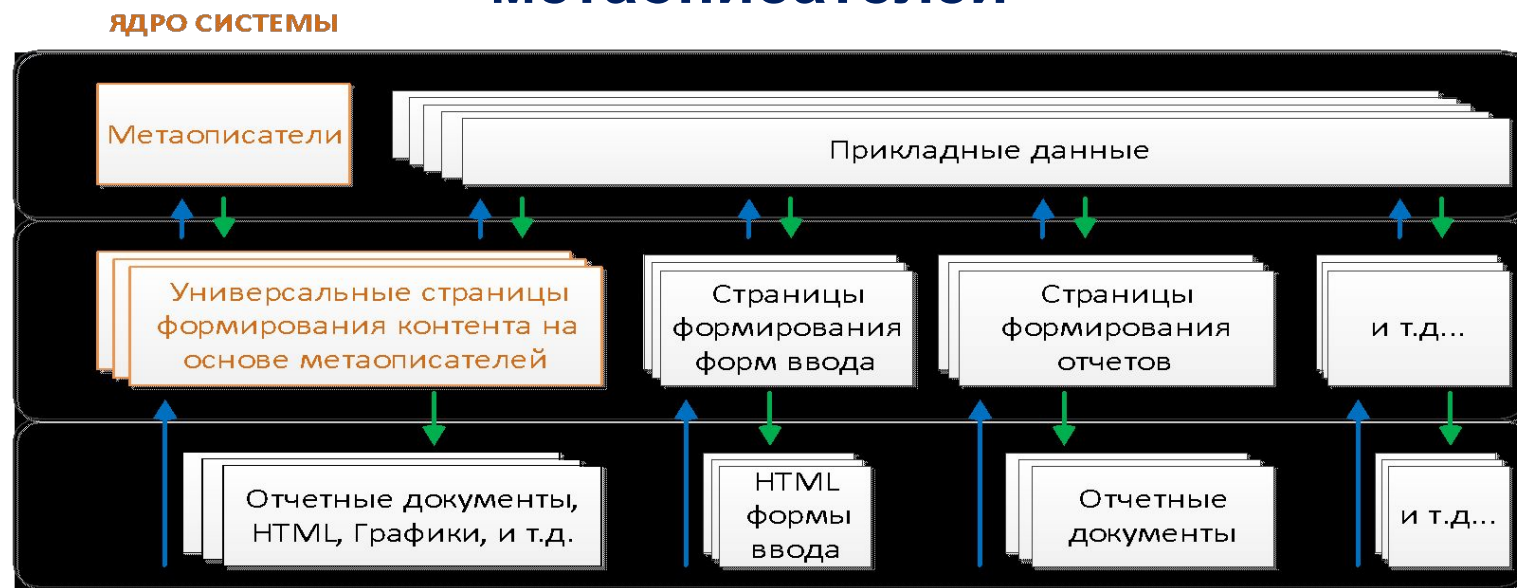 метаописателей
ЯДРО СИСТЕМЫ
Метаописатели
Прикладные данные
Универсальные страницы
формирования контента на
основе метаописателей
Страницы
формирования
форм ввода
Страницы
формирования
отчетов
и т.д...
Отчетные документы,
HTML, Графики, и т.д.
HTML
формы
ввода
Отчетные
документы
и т.д...